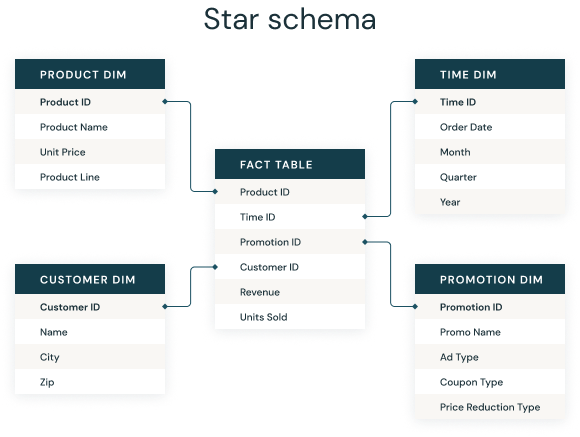 Star schema
PRODUCT DIM
Product ID
Product Name
Unit Price
Product Line
TIME DIM
Time ID
Order Date
Month
Quarter
Year
FACT TABLE
Product ID
Time ID
Promotion ID
Customer ID
Revenue
Units Sold
CUSTOMER DIM
Customer ID
Name
City
Zip
PROMOTION DIM
Promotion ID
Promo Name
Ad Type
Coupon Type
Price Reduction Type